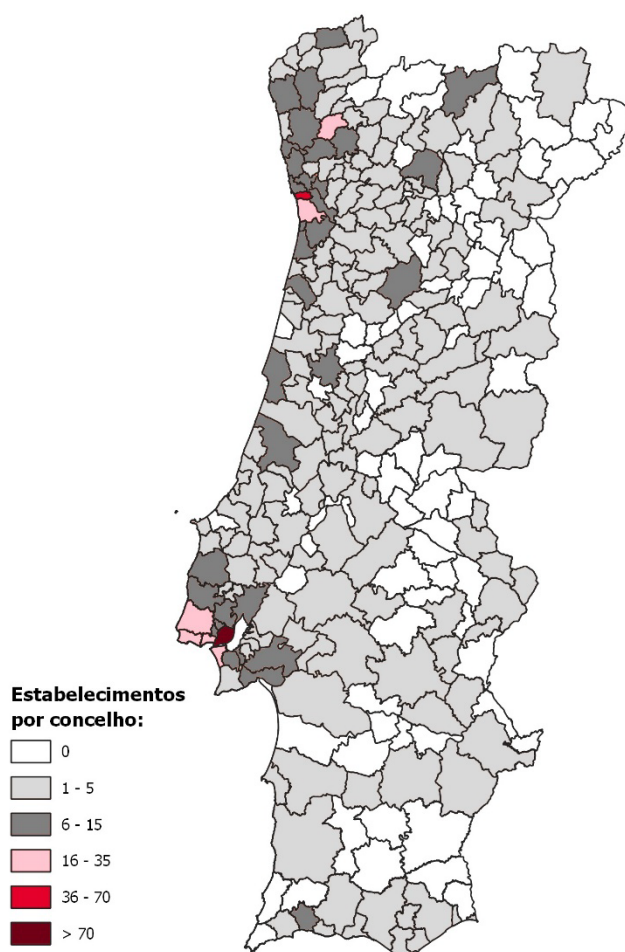 Estabelecimentos
por concelho:
0
1 - 5
6 - 15
16 - 35
36 - 70
> 70